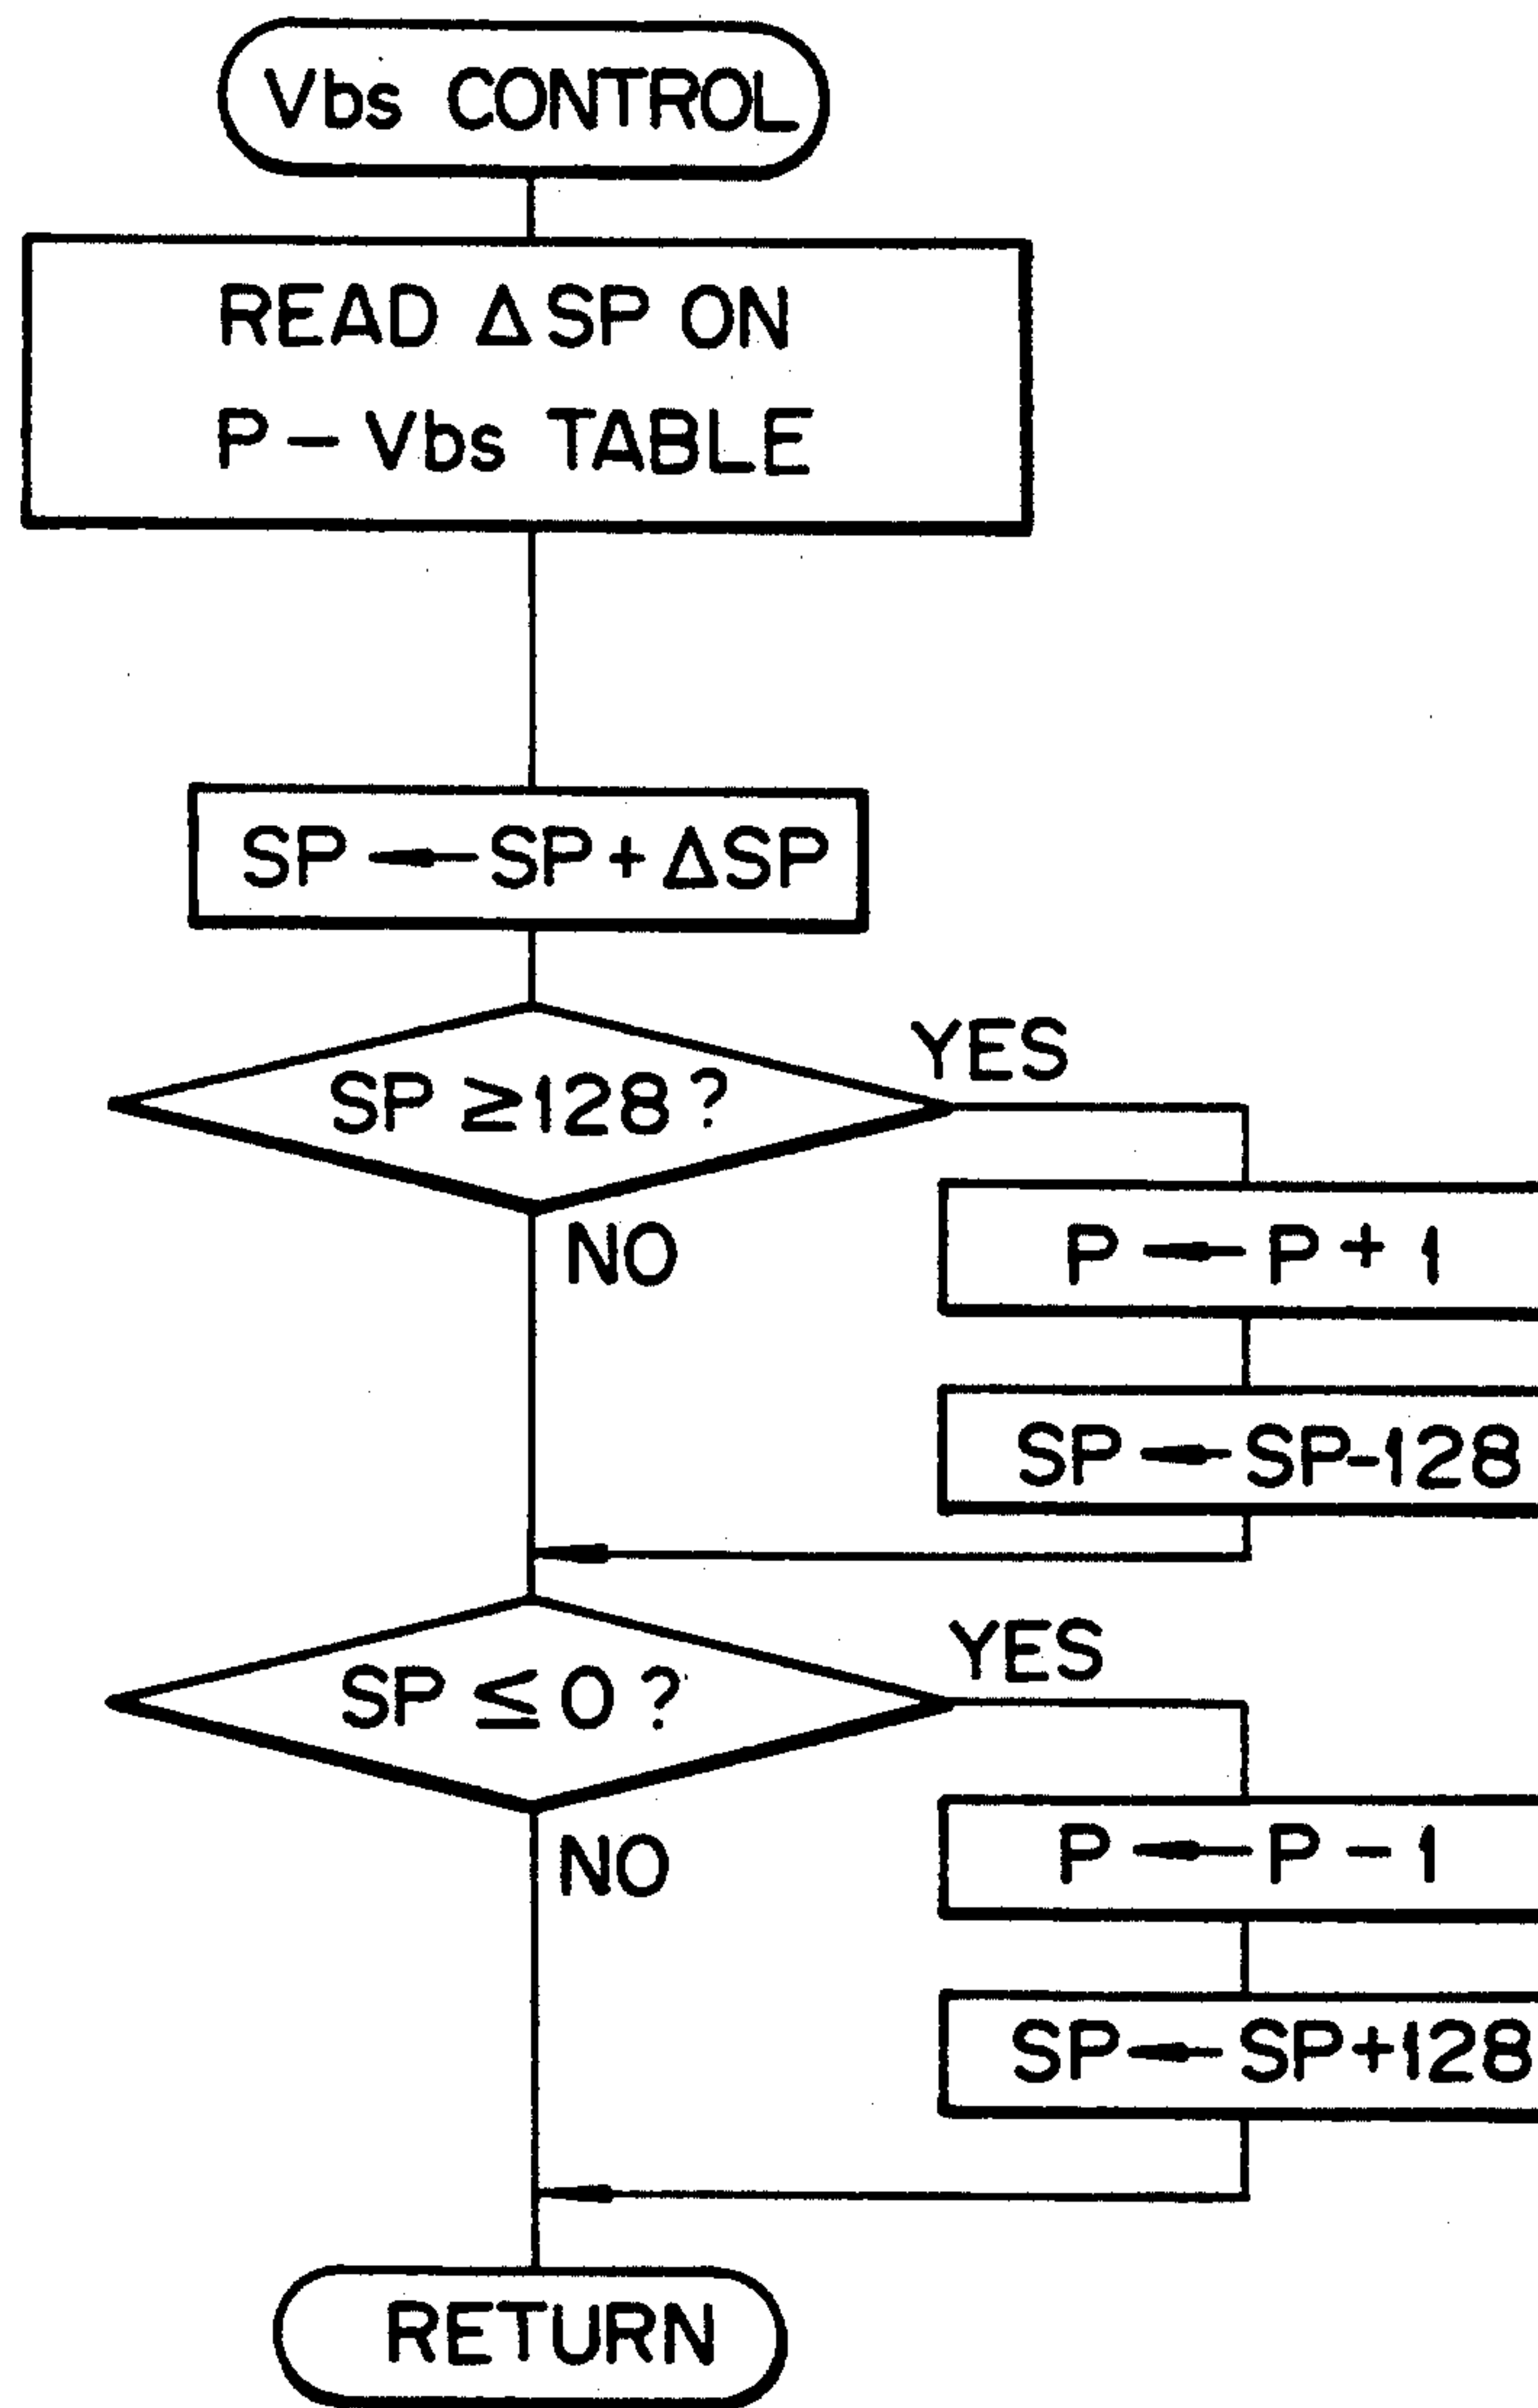 Vbs CONTROL
READ ΔSP ON
P - Vbs TABLE
SP ← SP + ΔSP
SP ≥ 128 ?
YES
NO
P ← P + 1
SP ← SP-128
SP ≤ 0 ?
YES
NO
P ← P - 1
SP ← SP+128
RETURN